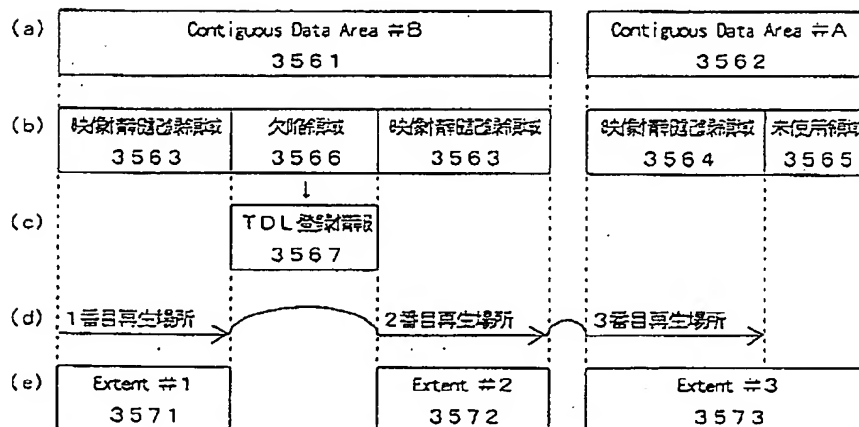 (a) Contiguous Data Area #B Contiguous Data Area #A
3561 3562
(b) 映像情報記録領域 欠陥領域 映像情報記録領域 映像情報記録領域 未使用領域
3563 3566 3563 3564 3565
↓
(c) TDL登録情報
3567
(d) 1番目再生場所 2番目再生場所 3番目再生場所
(e) Extent #1 Extent #2 Extent #3
3571 3572 3573